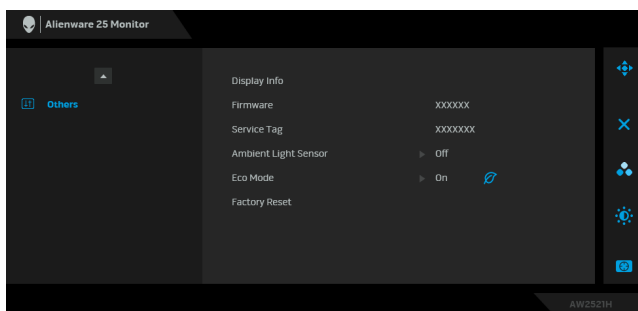 Alienware 25 Monitor
Others
Display Info
Firmware XXXXXX
Service Tag XXXXXXX
Ambient Light Sensor Off
Eco Mode On
Factory Reset
AW2521H